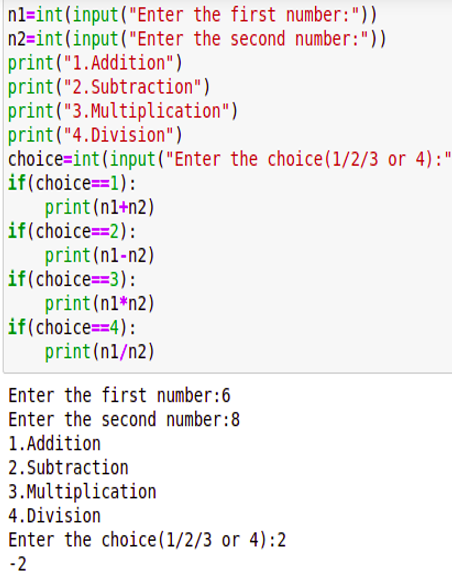 n1=int(input("Enter the first number:"))
n2=int(input("Enter the second number:"))
print("1.Addition")
print("2.Subtraction")
print("3.Multiplication")
print("4.Division")
choice=int(input("Enter the choice(1/2/3 or 4):"
if(choice==1):
    print(n1+n2)
if(choice==2):
    print(n1-n2)
if(choice==3):
    print(n1*n2)
if(choice==4):
    print(n1/n2)
Enter the first number:6
Enter the second number:8
1.Addition
2.Subtraction
3.Multiplication
4.Division
Enter the choice(1/2/3 or 4):2
-2